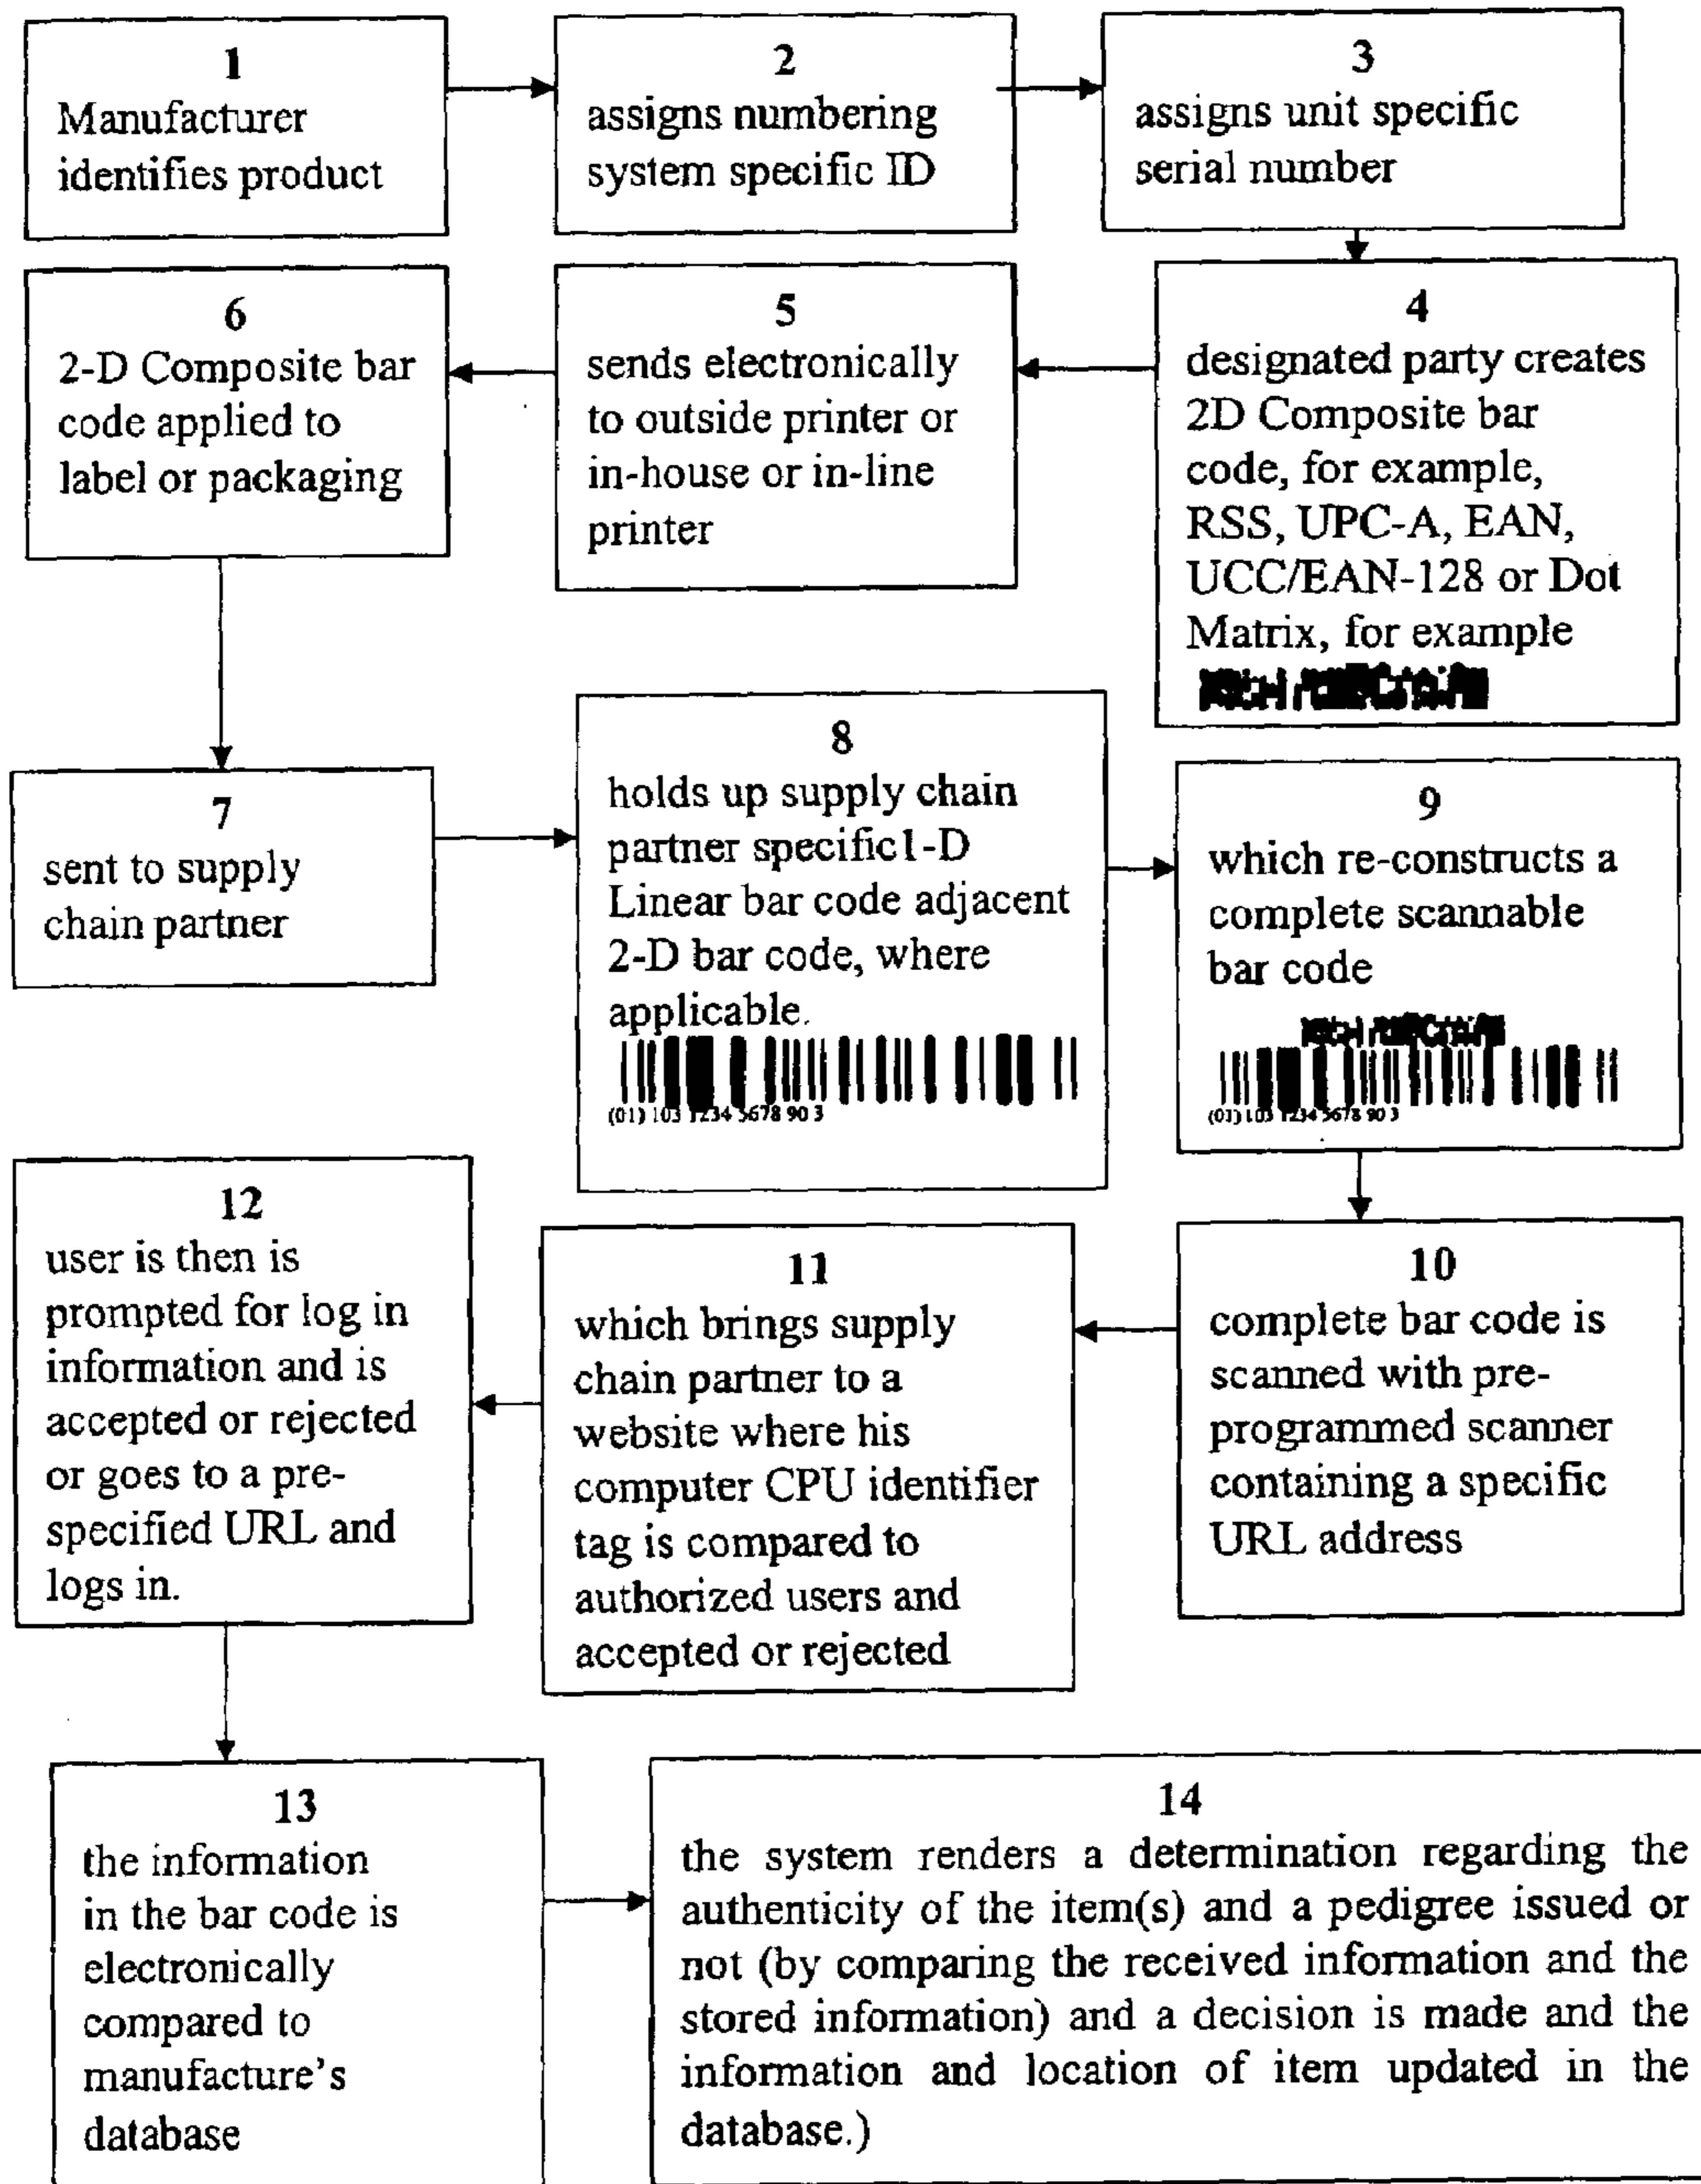 1
Manufacturer
identifies product
2
assigns numbering
system specific ID
3
assigns unit specific
serial number
4
designated party creates
2D Composite bar
code, for example,
RSS, UPC-A, EAN,
UCC/EAN-128 or Dot
Matrix, for example
5
sends electronically
to outside printer or
in-house or in-line
printer
6
2-D Composite bar
code applied to
label or packaging
7
sent to supply
chain partner
8
holds up supply chain
partner specific1-D
Linear bar code adjacent
2-D bar code, where
applicable.
(01) 103 1234 5678 90 3
9
which re-constructs a
complete scannable
bar code
(01) 103 1234 5678 90 3
10
complete bar code is
scanned with pre-
programmed scanner
containing a specific
URL address
11
which brings supply
chain partner to a
website where his
computer CPU identifier
tag is compared to
authorized users and
accepted or rejected
12
user is then is
prompted for log in
information and is
accepted or rejected
or goes to a pre-
specified URL and
logs in.
13
the information
in the bar code is
electronically
compared to
manufacture's
database
14
the system renders a determination regarding the
authenticity of the item(s) and a pedigree issued or
not (by comparing the received information and the
stored information) and a decision is made and the
information and location of item updated in the
database.)